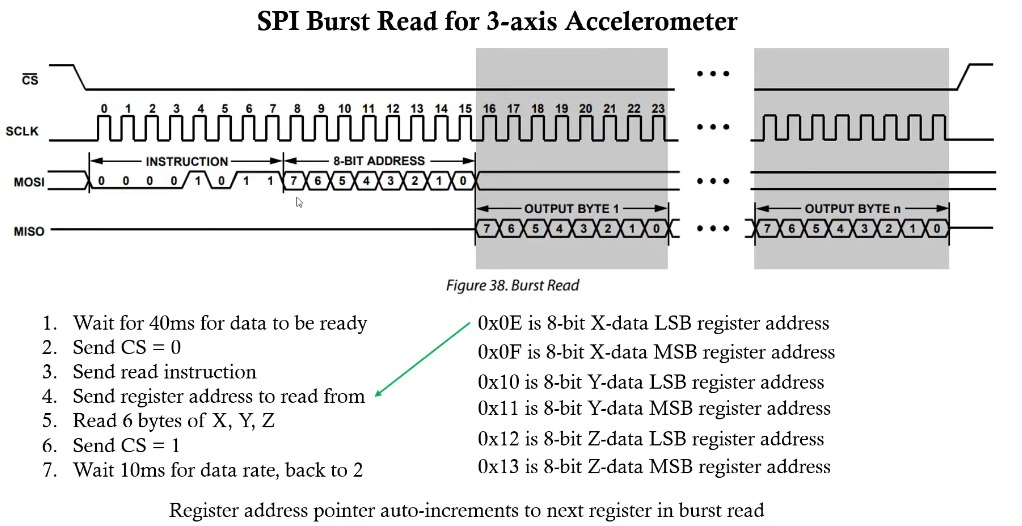 SPI Burst Read for 3-axis Accelerometer
CS
0 1 2 3 4 5 6 7 8 9 10 11 12 13 14 15 16 17 18 19 20 21 22 23
SCLK
INSTRUCTION 8-BIT ADDRESS
MOSI 0 0 0 0 1 0 1 1 7 6 5 4 3 2 1 0
OUTPUT BYTE 1 OUTPUT BYTE n
MISO 7 6 5 4 3 2 1 0 7 6 5 4 3 2 1 0
Figure 38. Burst Read
1. Wait for 40ms for data to be ready
2. Send CS = 0
3. Send read instruction
4. Send register address to read from
5. Read 6 bytes of X, Y, Z
6. Send CS = 1
7. Wait 10ms for data rate, back to 2
0x0E is 8-bit X-data LSB register address
0x0F is 8-bit X-data MSB register address
0x10 is 8-bit Y-data LSB register address
0x11 is 8-bit Y-data MSB register address
0x12 is 8-bit Z-data LSB register address
0x13 is 8-bit Z-data MSB register address
Register address pointer auto-increments to next register in burst read